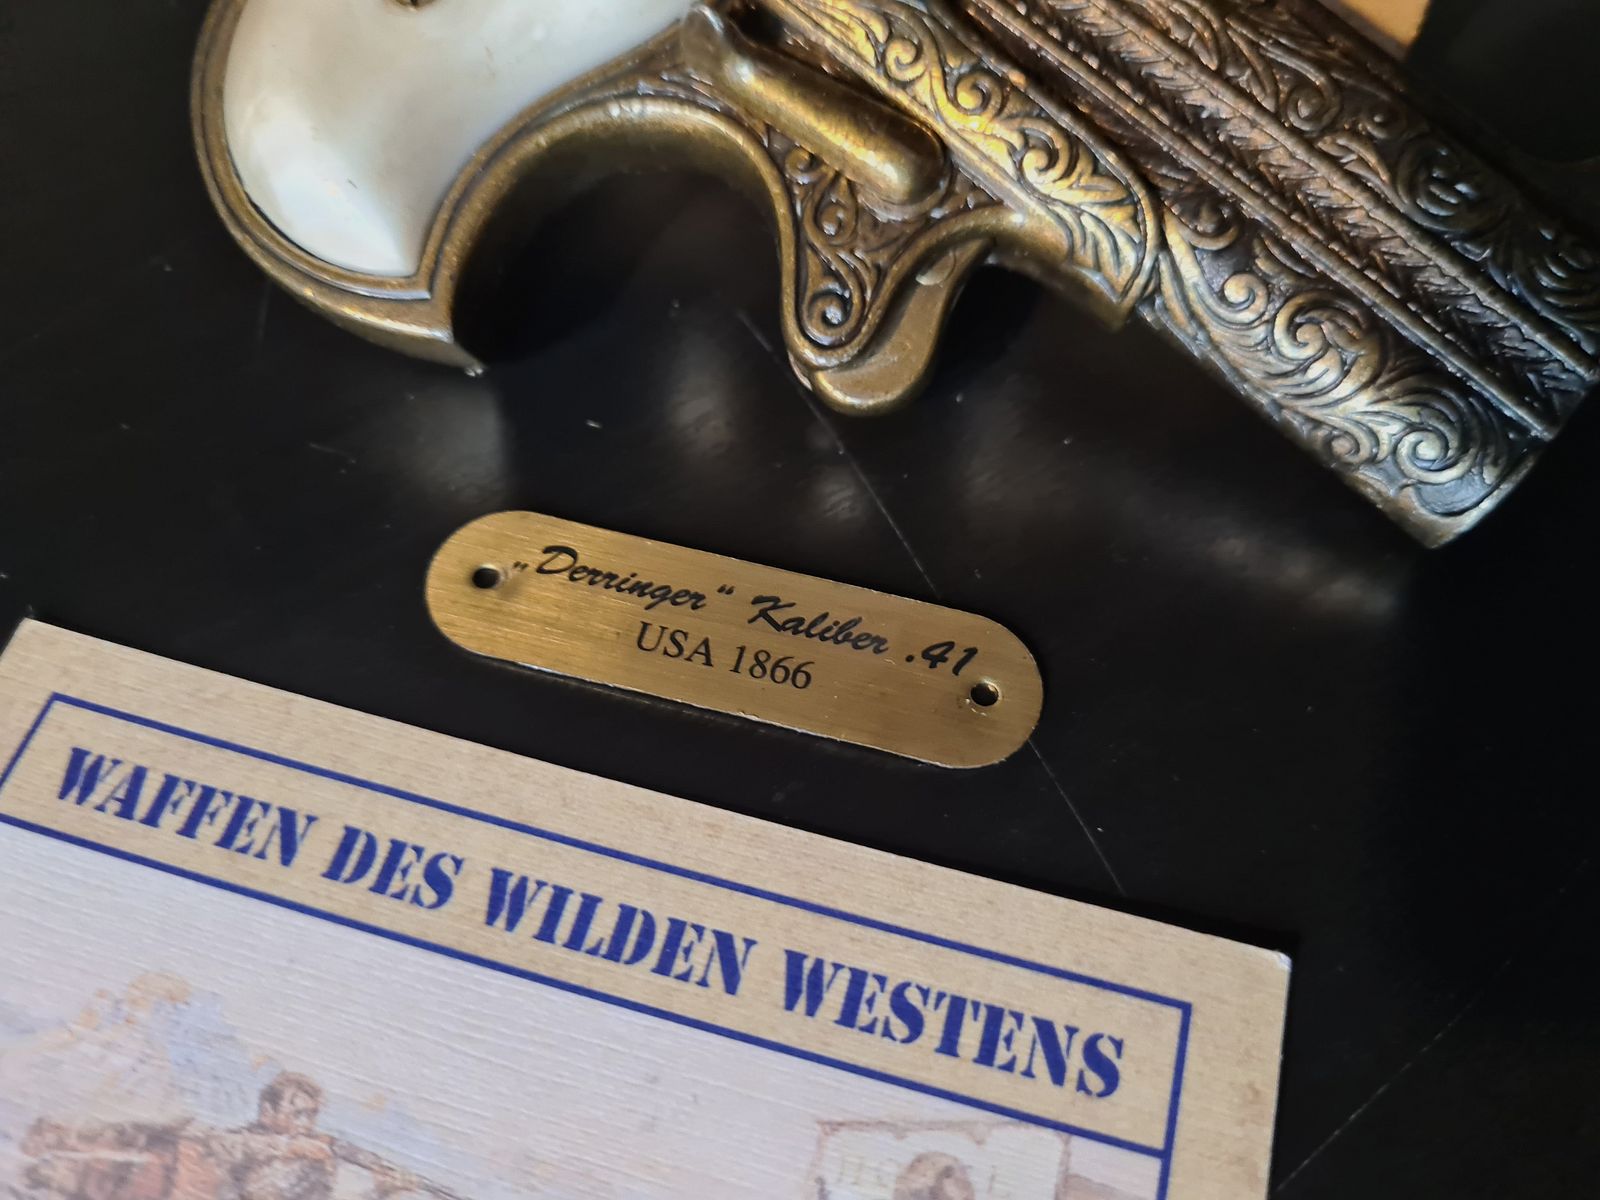 „Derringer“ Kaliber .41
USA 1866
WAFFEN DES WILDEN WESTENS